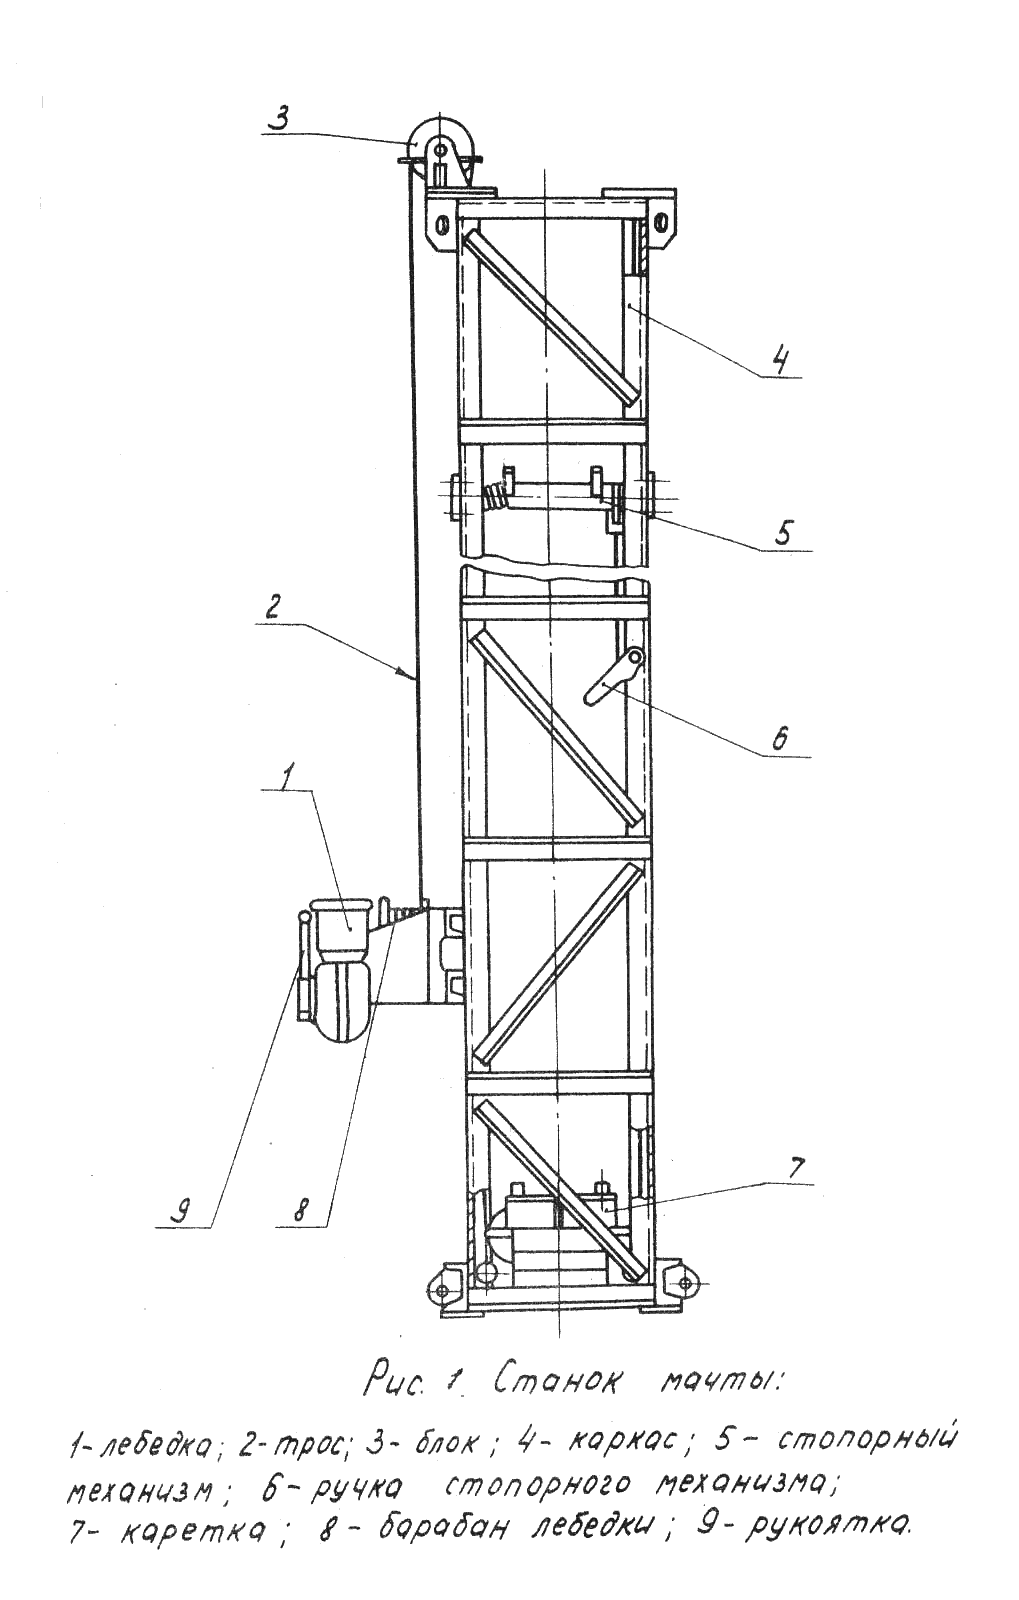 3
4
5
2
6
1
7
9
8
Рис. 1. Станок мачты:
1-лебедка; 2-трос; 3-блок; 4-каркас; 5-стопорный
механизм; 6-ручка стопорного механизма;
7-каретка; 8-барабан лебедки; 9-рукоятка.